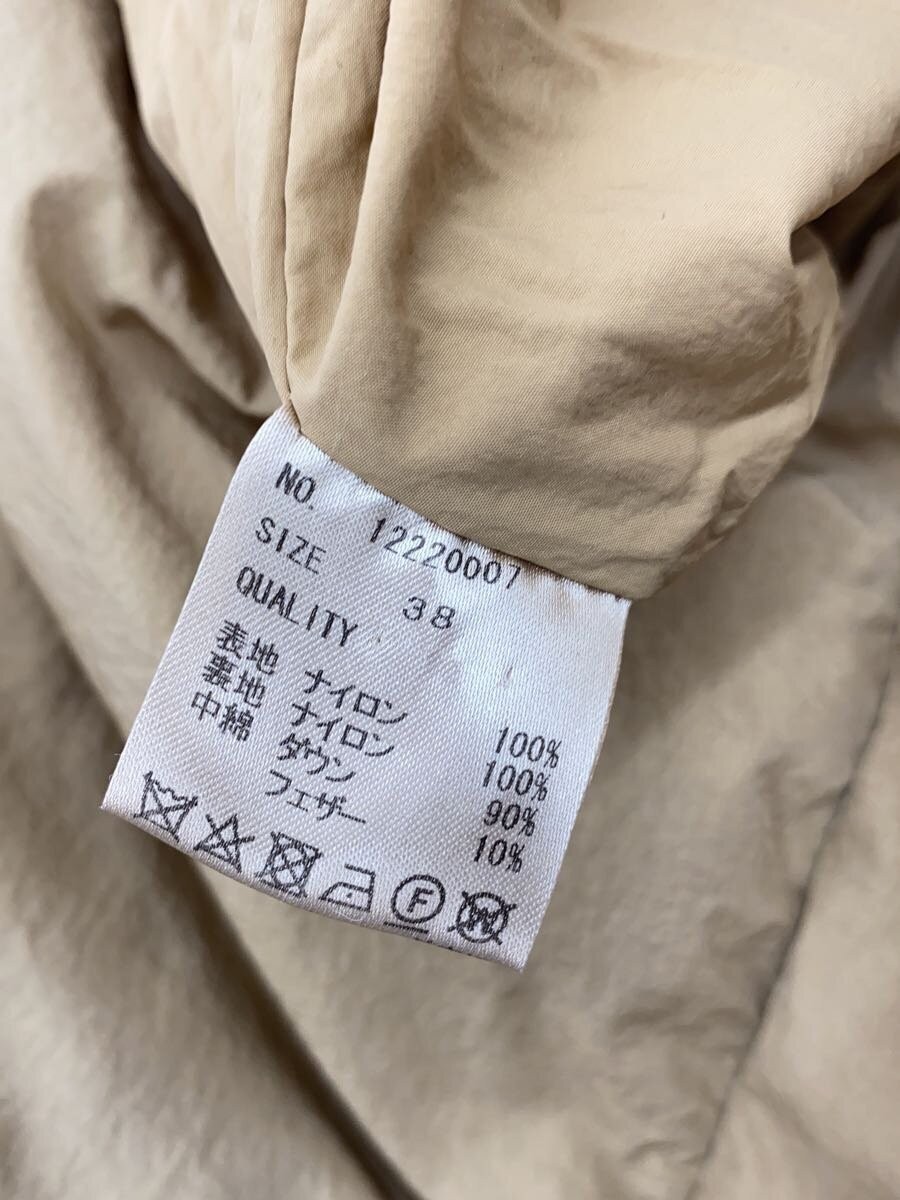 NO. 12220007
SIZE 38
QUALITY
表地 ナイロン 100%
裏地 ナイロン 100%
中綿 ダウン 90%
フェザー 10%
F
W